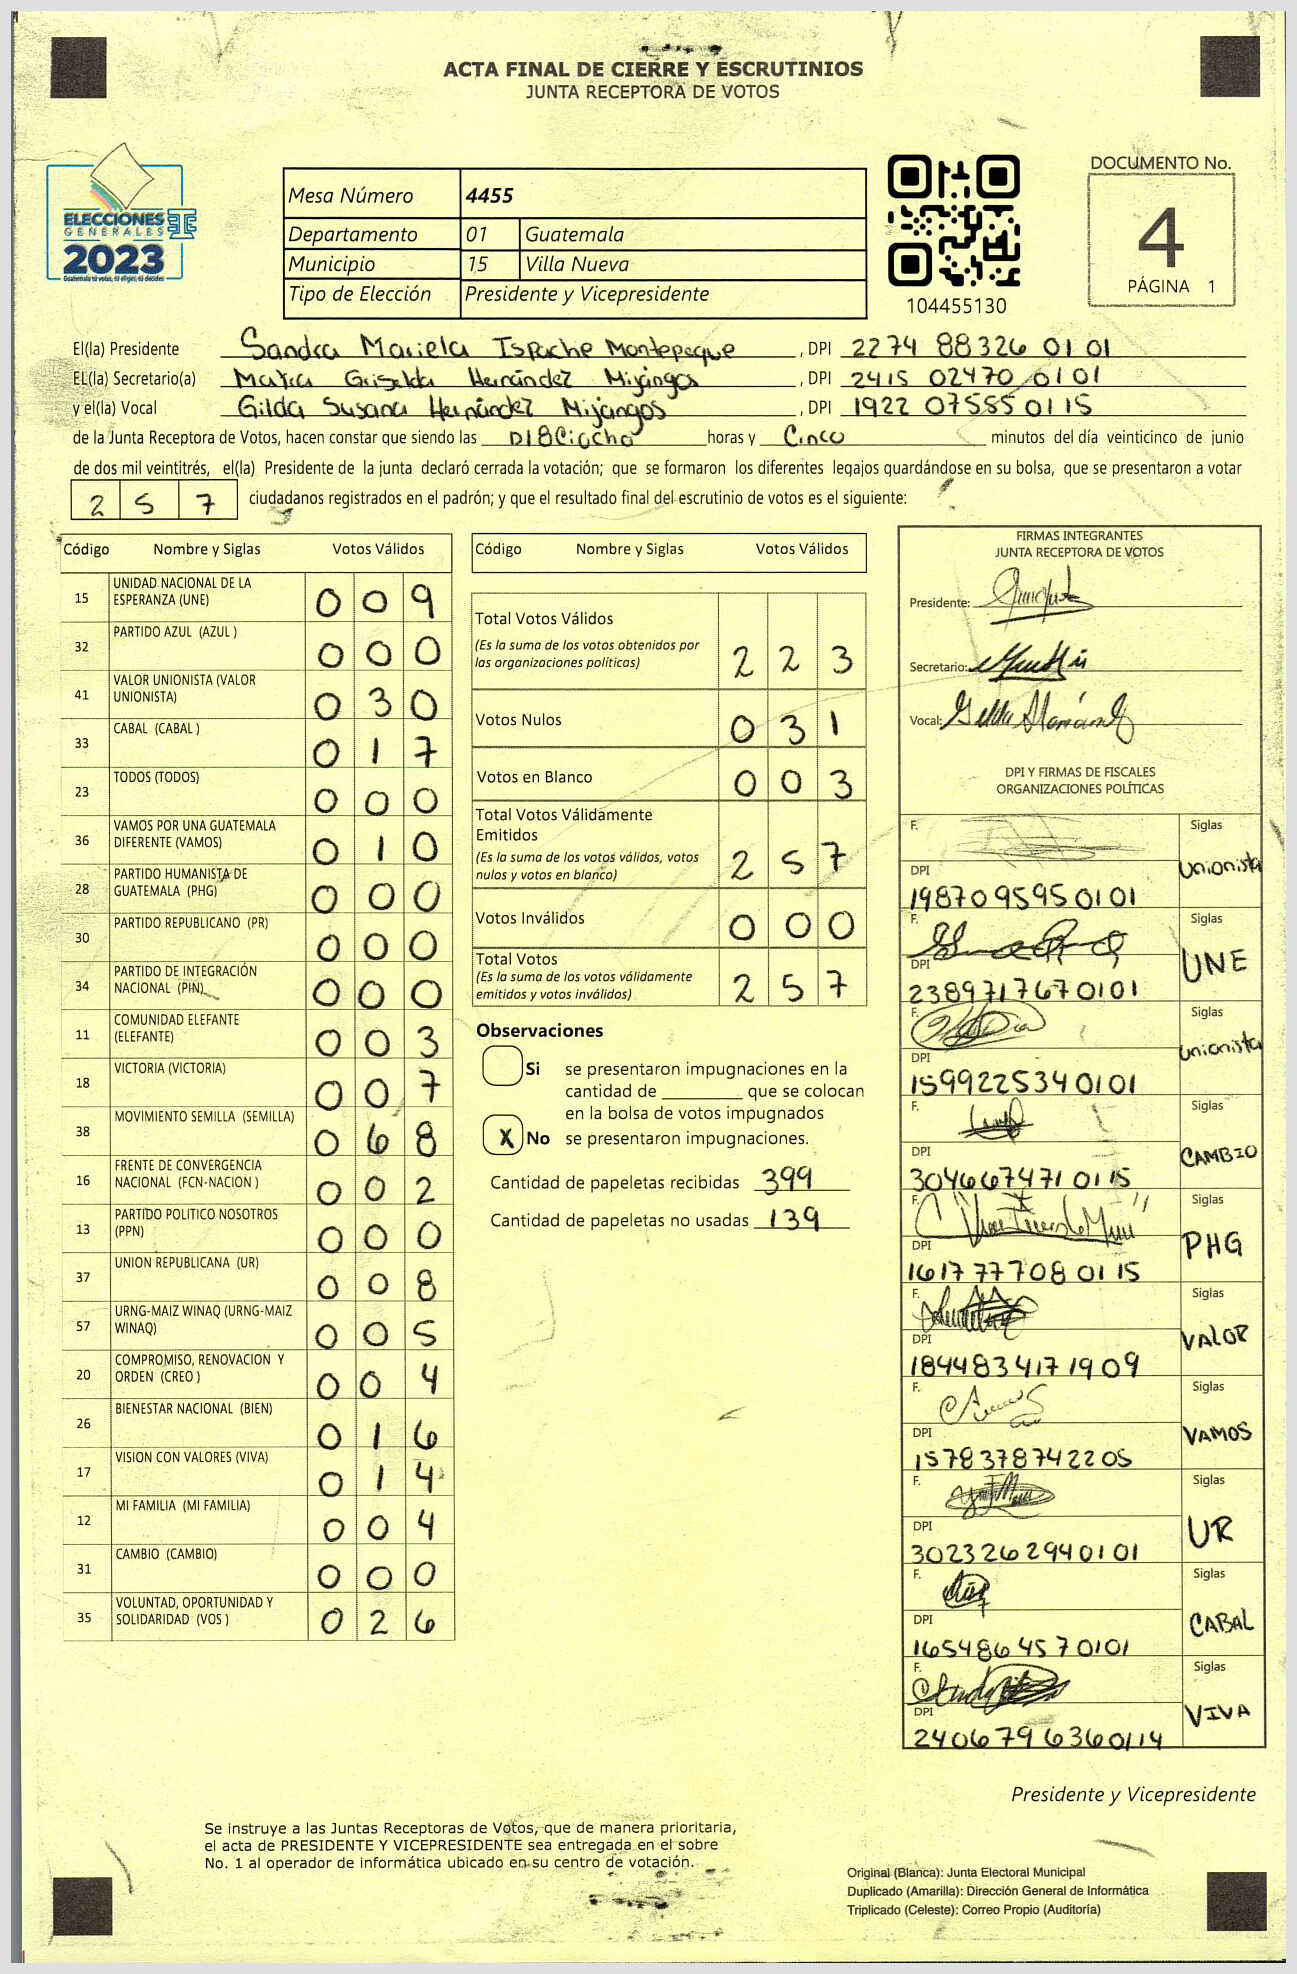 ACTA FINAL DE CIERRE Y ESCRUTINIOS
JUNTA RECEPTORA DE VOTOS
ELECCIONES
GENERALES
2023
Guatemala tú votas, tú eliges, tú decides
TSE
Mesa Número 4455
Departamento 01 Guatemala
Municipio 15 Villa Nueva
Tipo de Elección Presidente y Vicepresidente
104455130
DOCUMENTO No.
4
PÁGINA 1
El(la) Presidente Sandra Mariela Ispache Montepeque , DPI 2274 88326 0101
EL(la) Secretario(a) Maira Griselda Hernández Mijangos , DPI 2415 02470 0101
y el(la) Vocal Gilda Susana Hernández Mijangos , DPI 1922 07585 0115
de la Junta Receptora de Votos, hacen constar que siendo las DI8Ciocho horas y Cinco minutos del día veinticinco de junio
de dos mil veintitrés, el(la) Presidente de la junta declaró cerrada la votación; que se formaron los diferentes legajos guardándose en su bolsa, que se presentaron a votar
2 5 7 ciudadanos registrados en el padrón; y que el resultado final del escrutinio de votos es el siguiente:
Código Nombre y Siglas Votos Válidos
15 UNIDAD NACIONAL DE LA ESPERANZA (UNE) 0 0 9
32 PARTIDO AZUL (AZUL ) 0 0 0
41 VALOR UNIONISTA (VALOR UNIONISTA) 0 3 0
33 CABAL (CABAL ) 0 1 7
23 TODOS (TODOS) 0 0 0
36 VAMOS POR UNA GUATEMALA DIFERENTE (VAMOS) 0 1 0
28 PARTIDO HUMANISTA DE GUATEMALA (PHG) 0 0 0
30 PARTIDO REPUBLICANO (PR) 0 0 0
34 PARTIDO DE INTEGRACIÓN NACIONAL (PIN) 0 0 0
11 COMUNIDAD ELEFANTE (ELEFANTE) 0 0 3
18 VICTORIA (VICTORIA) 0 0 7
38 MOVIMIENTO SEMILLA (SEMILLA) 0 6 8
16 FRENTE DE CONVERGENCIA NACIONAL (FCN-NACION ) 0 0 2
13 PARTIDO POLITICO NOSOTROS (PPN) 0 0 0
37 UNION REPUBLICANA (UR) 0 0 8
57 URNG-MAIZ WINAQ (URNG-MAIZ WINAQ) 0 0 5
20 COMPROMISO, RENOVACION Y ORDEN (CREO ) 0 0 4
26 BIENESTAR NACIONAL (BIEN) 0 1 6
17 VISION CON VALORES (VIVA) 0 1 4
12 MI FAMILIA (MI FAMILIA) 0 0 4
31 CAMBIO (CAMBIO) 0 0 0
35 VOLUNTAD, OPORTUNIDAD Y SOLIDARIDAD (VOS ) 0 2 6
Código Nombre y Siglas Votos Válidos
Total Votos Válidos
(Es la suma de los votos obtenidos por
las organizaciones políticas) 2 2 3
Votos Nulos 0 3 1
Votos en Blanco 0 0 3
Total Votos Válidamente
Emitidos
(Es la suma de los votos válidos, votos
nulos y votos en blanco) 2 5 7
Votos Inválidos 0 0 0
Total Votos
(Es la suma de los votos válidamente
emitidos y votos inválidos) 2 5 7
Observaciones
Si se presentaron impugnaciones en la
cantidad de ________ que se colocan
en la bolsa de votos impugnados
X No se presentaron impugnaciones.
Cantidad de papeletas recibidas 399
Cantidad de papeletas no usadas 139
FIRMAS INTEGRANTES
JUNTA RECEPTORA DE VOTOS
Presidente:
Secretario:
Vocal:
DPI Y FIRMAS DE FISCALES
ORGANIZACIONES POLÍTICAS
F. Siglas
DPI unionista
1987095950101
F. Siglas
DPI UNE
2389717670101
F. Siglas
DPI unionista
1599225340101
F. Siglas
DPI CAMBIO
3046674710115
F. Siglas
DPI PHG
1617777080115
F. Siglas
DPI VALOR
1844834171909
F. Siglas
DPI VAMOS
1578378742205
F. Siglas
DPI UR
3023262940101
F. Siglas
DPI CABAL
1654864570101
F. Siglas
DPI VIVA
2406796360114
Presidente y Vicepresidente
Se instruye a las Juntas Receptoras de Votos, que de manera prioritaria,
el acta de PRESIDENTE Y VICEPRESIDENTE sea entregada en el sobre
No. 1 al operador de informática ubicado en su centro de votación.
Original (Blanca): Junta Electoral Municipal
Duplicado (Amarilla): Dirección General de Informática
Triplicado (Celeste): Correo Propio (Auditoría)